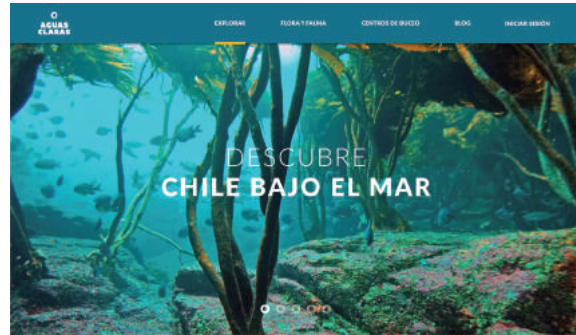 AGUAS
CLARAS
EXPLORAR
FLORA Y FAUNA
CENTROS DE BUCEO
BLOG
INICIAR SESIÓN
DESCUBRE
CHILE BAJO EL MAR